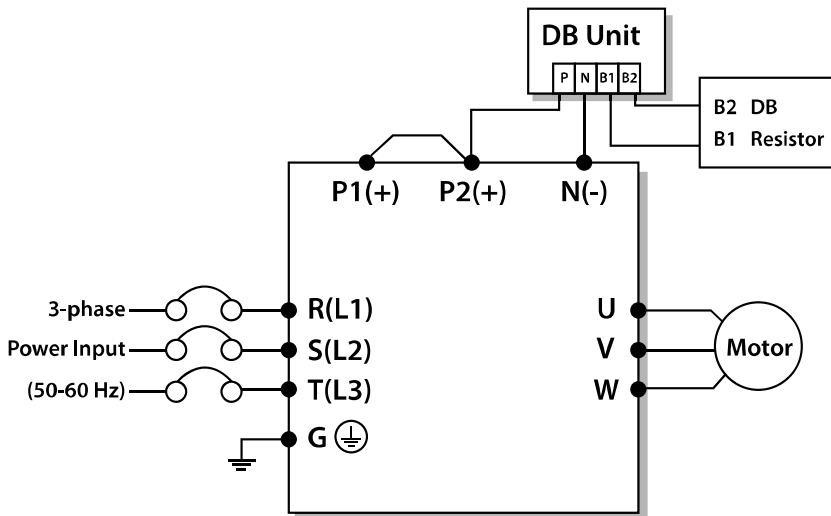 DB Unit
P N B1 B2
B2 DB
B1 Resistor
P1(+) P2(+) N(-)
3-phase R(L1) U
Power Input S(L2) V Motor
(50-60 Hz) T(L3) W
G